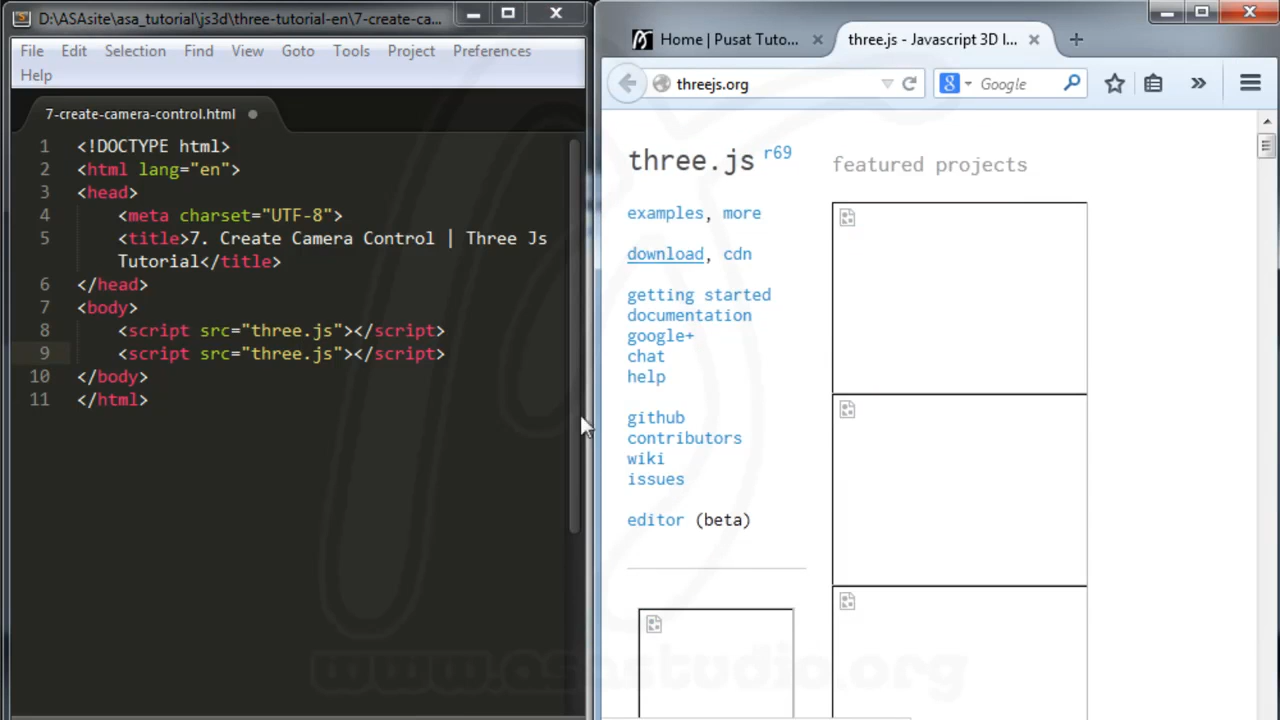 D:\ASAsite\asa_tutorial\js3d\three-tutorial-en\7-create-ca...
File Edit Selection Find View Goto Tools Project Preferences
Help
7-create-camera-control.html
1 <!DOCTYPE html>
2 <html lang="en">
3 <head>
4 <meta charset="UTF-8">
5 <title>7. Create Camera Control | Three Js
Tutorial</title>
6 </head>
7 <body>
8 <script src="three.js"></script>
9 <script src="three.js"></script>
10 </body>
11 </html>
Home | Pusat Tuto...
three.js - Javascript 3D l...
threejs.org
Google
three.js r69
featured projects
examples, more
download, cdn
getting started
documentation
google+
chat
help
github
contributors
wiki
issues
editor (beta)
www.asastudio.org